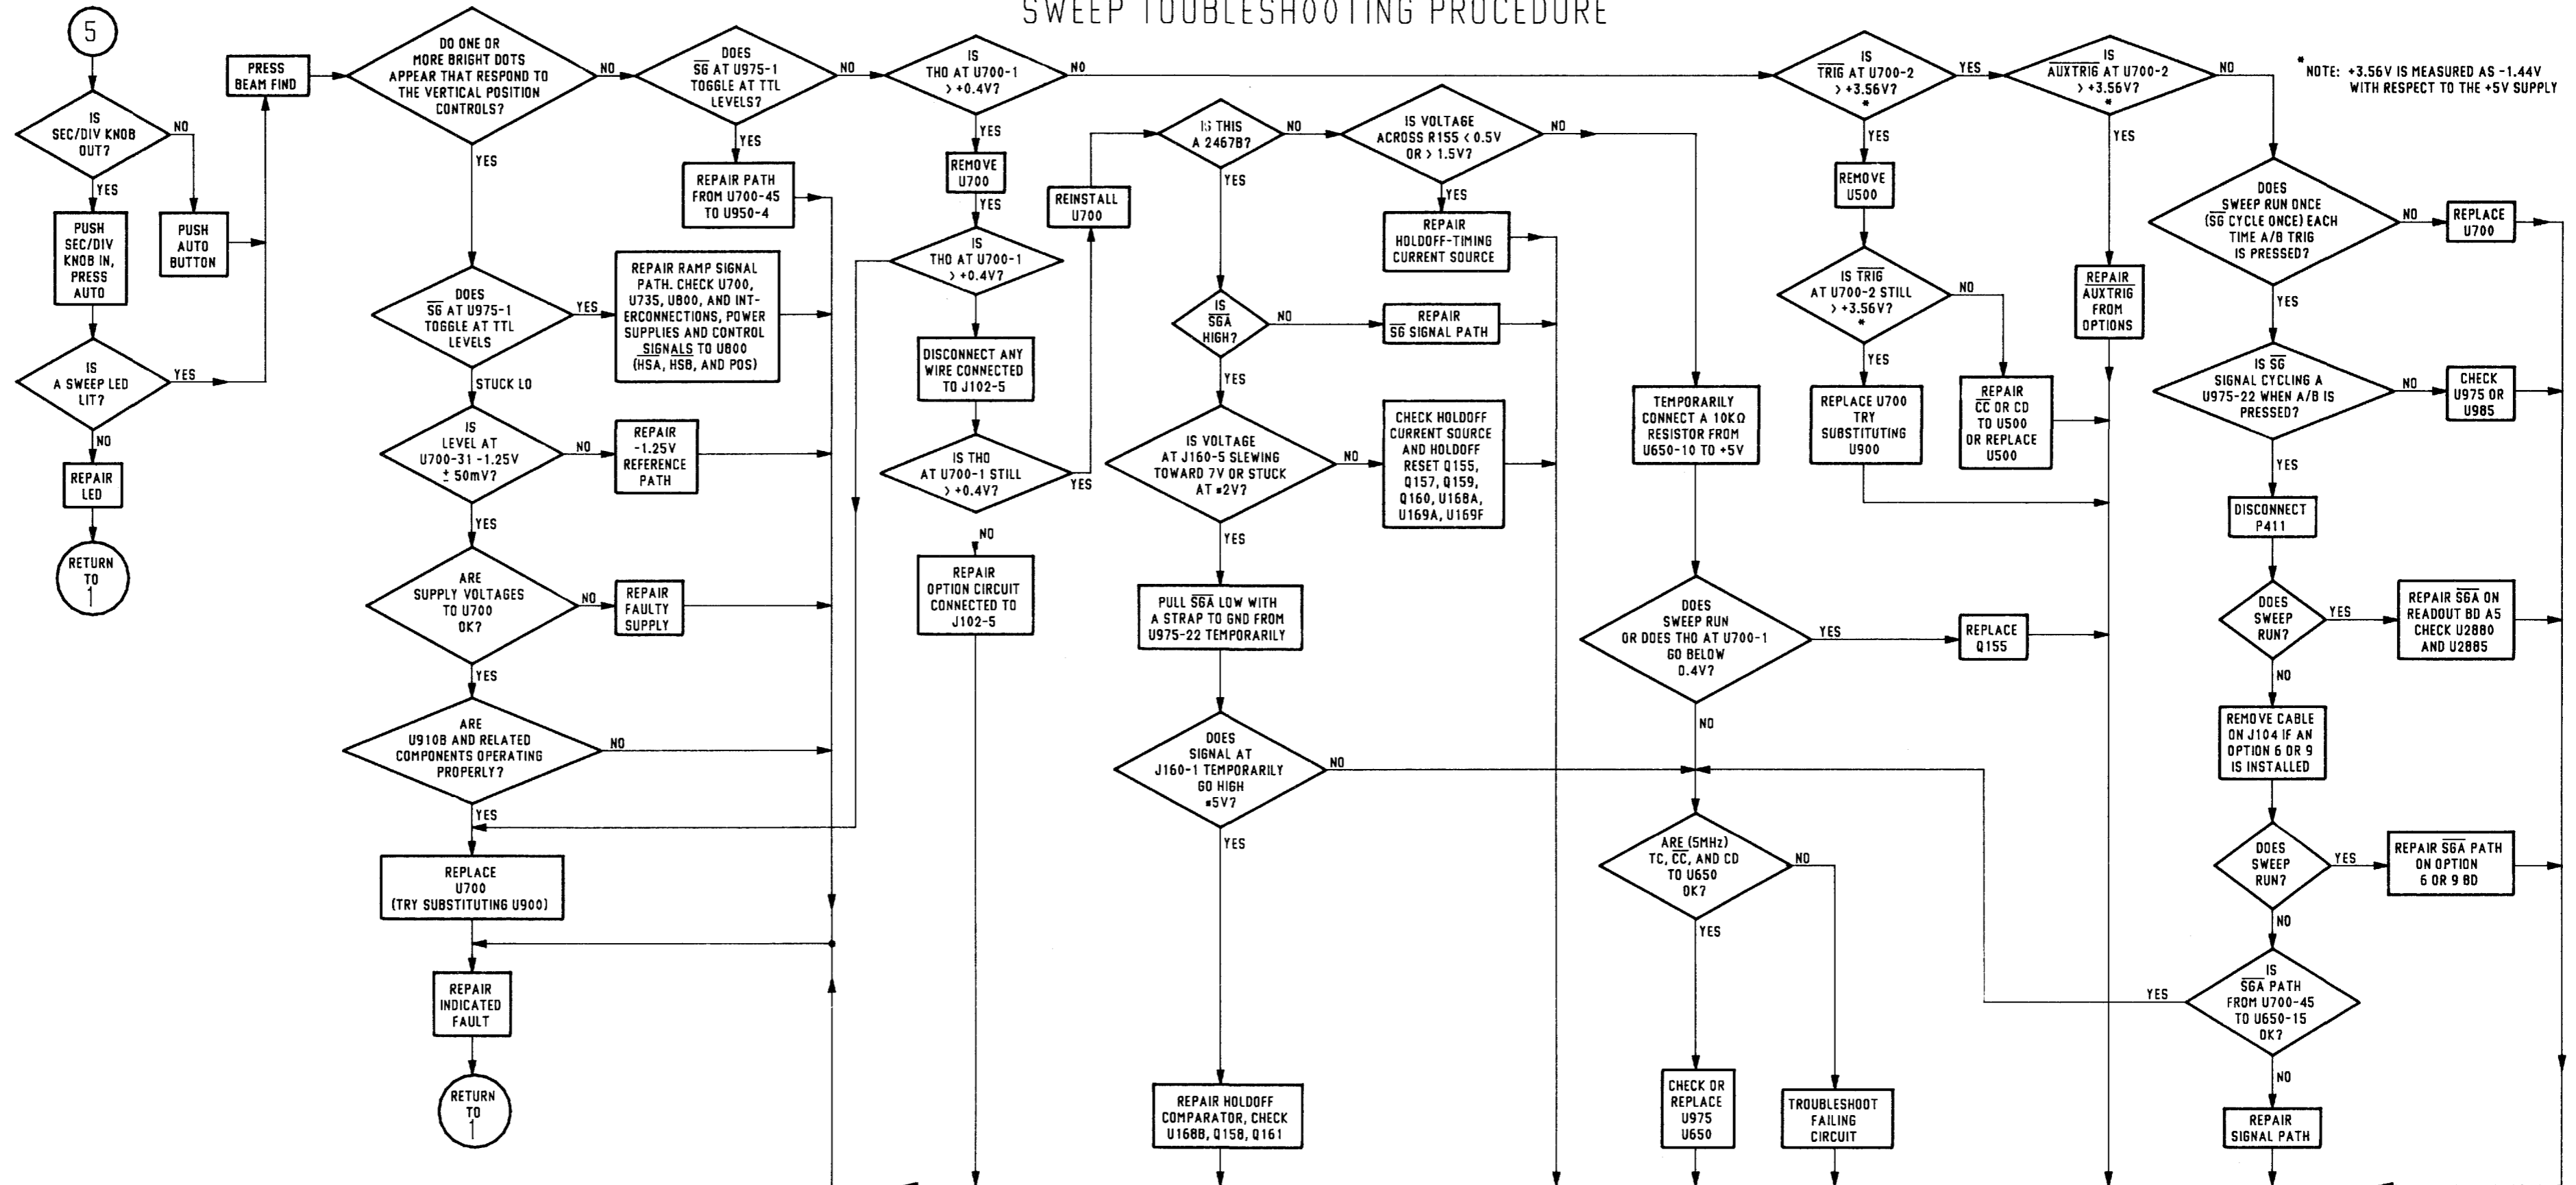 SWEEP TOUBLESHOOTING PROCEDURE
5
IS
SEC/DIV KNOB
OUT?
NO
YES
PUSH
SEC/DIV
KNOB IN,
PRESS
AUTO
PUSH
AUTO
BUTTON
IS
A SWEEP LED
LIT?
YES
NO
REPAIR
LED
RETURN
TO
1
PRESS
BEAM FIND
DO ONE OR
MORE BRIGHT DOTS
APPEAR THAT RESPOND TO
THE VERTICAL POSITION
CONTROLS?
NO
YES
DOES
SG AT U975-1
TOGGLE AT TTL
LEVELS
YES
STUCK LO
REPAIR RAMP SIGNAL
PATH. CHECK U700,
U735, U800, AND INT-
ERCONNECTIONS, POWER
SUPPLIES AND CONTROL
SIGNALS TO U800
(HSA, HSB, AND POS)
IS
LEVEL AT
U700-31 -1.25V
± 50mV?
NO
YES
REPAIR
-1.25V
REFERENCE
PATH
ARE
SUPPLY VOLTAGES
TO U700
OK?
NO
YES
REPAIR
FAULTY
SUPPLY
ARE
U910B AND RELATED
COMPONENTS OPERATING
PROPERLY?
NO
YES
REPLACE
U700
(TRY SUBSTITUTING U900)
REPAIR
INDICATED
FAULT
RETURN
TO
1
DOES
SG AT U975-1
TOGGLE AT TTL
LEVELS?
NO
YES
REPAIR PATH
FROM U700-45
TO U950-4
IS
THO AT U700-1
> +0.4V?
NO
YES
REMOVE
U700
YES
IS
THO AT U700-1
> +0.4V?
DISCONNECT ANY
WIRE CONNECTED
TO J102-5
IS THO
AT U700-1 STILL
> +0.4V?
YES
NO
REPAIR
OPTION CIRCUIT
CONNECTED TO
J102-5
REINSTALL
U700
IS THIS
A 2467B?
NO
YES
IS VOLTAGE
ACROSS R155 < 0.5V
OR > 1.5V?
NO
YES
REPAIR
HOLDOFF-TIMING
CURRENT SOURCE
IS
SGA
HIGH?
NO
YES
REPAIR
SG SIGNAL PATH
IS VOLTAGE
AT J160-5 SLEWING
TOWARD 7V OR STUCK
AT ≈2V?
NO
YES
CHECK HOLDOFF
CURRENT SOURCE
AND HOLDOFF
RESET Q155,
Q157, Q159,
Q160, U168A,
U169A, U169F
PULL SGA LOW WITH
A STRAP TO GND FROM
U975-22 TEMPORARILY
DOES
SIGNAL AT
J160-1 TEMPORARILY
GO HIGH
≈5V?
NO
YES
REPAIR HOLDOFF
COMPARATOR, CHECK
U168B, Q158, Q161
TEMPORARILY
CONNECT A 10KΩ
RESISTOR FROM
U650-10 TO +5V
DOES
SWEEP RUN
OR DOES THO AT U700-1
GO BELOW
0.4V?
YES
NO
REPLACE
Q155
ARE (5MHz)
TC, CC, AND CD
TO U650
OK?
NO
YES
CHECK OR
REPLACE
U975
U650
TROUBLESHOOT
FAILING
CIRCUIT
IS
TRIG AT U700-2
> +3.56V?
*
YES
YES
REMOVE
U500
IS TRIG
AT U700-2 STILL
> +3.56V?
*
NO
YES
REPLACE U700
TRY
SUBSTITUTING
U900
REPAIR
CC OR CD
TO U500
OR REPLACE
U500
IS
AUXTRIG AT U700-2
> +3.56V?
*
NO
YES
REPAIR
AUXTRIG
FROM
OPTIONS
* NOTE: +3.56V IS MEASURED AS -1.44V
WITH RESPECT TO THE +5V SUPPLY
DOES
SWEEP RUN ONCE
(SG CYCLE ONCE) EACH
TIME A/B TRIG
IS PRESSED?
NO
YES
REPLACE
U700
IS SG
SIGNAL CYCLING A
U975-22 WHEN A/B IS
PRESSED?
NO
YES
CHECK
U975 OR
U985
DISCONNECT
P411
DOES
SWEEP
RUN?
YES
NO
REPAIR SGA ON
READOUT BD A5
CHECK U2880
AND U2885
REMOVE CABLE
ON J104 IF AN
OPTION 6 OR 9
IS INSTALLED
DOES
SWEEP
RUN?
YES
NO
REPAIR SGA PATH
ON OPTION
6 OR 9 BD
IS
SGA PATH
FROM U700-45
TO U650-15
OK?
YES
NO
REPAIR
SIGNAL PATH